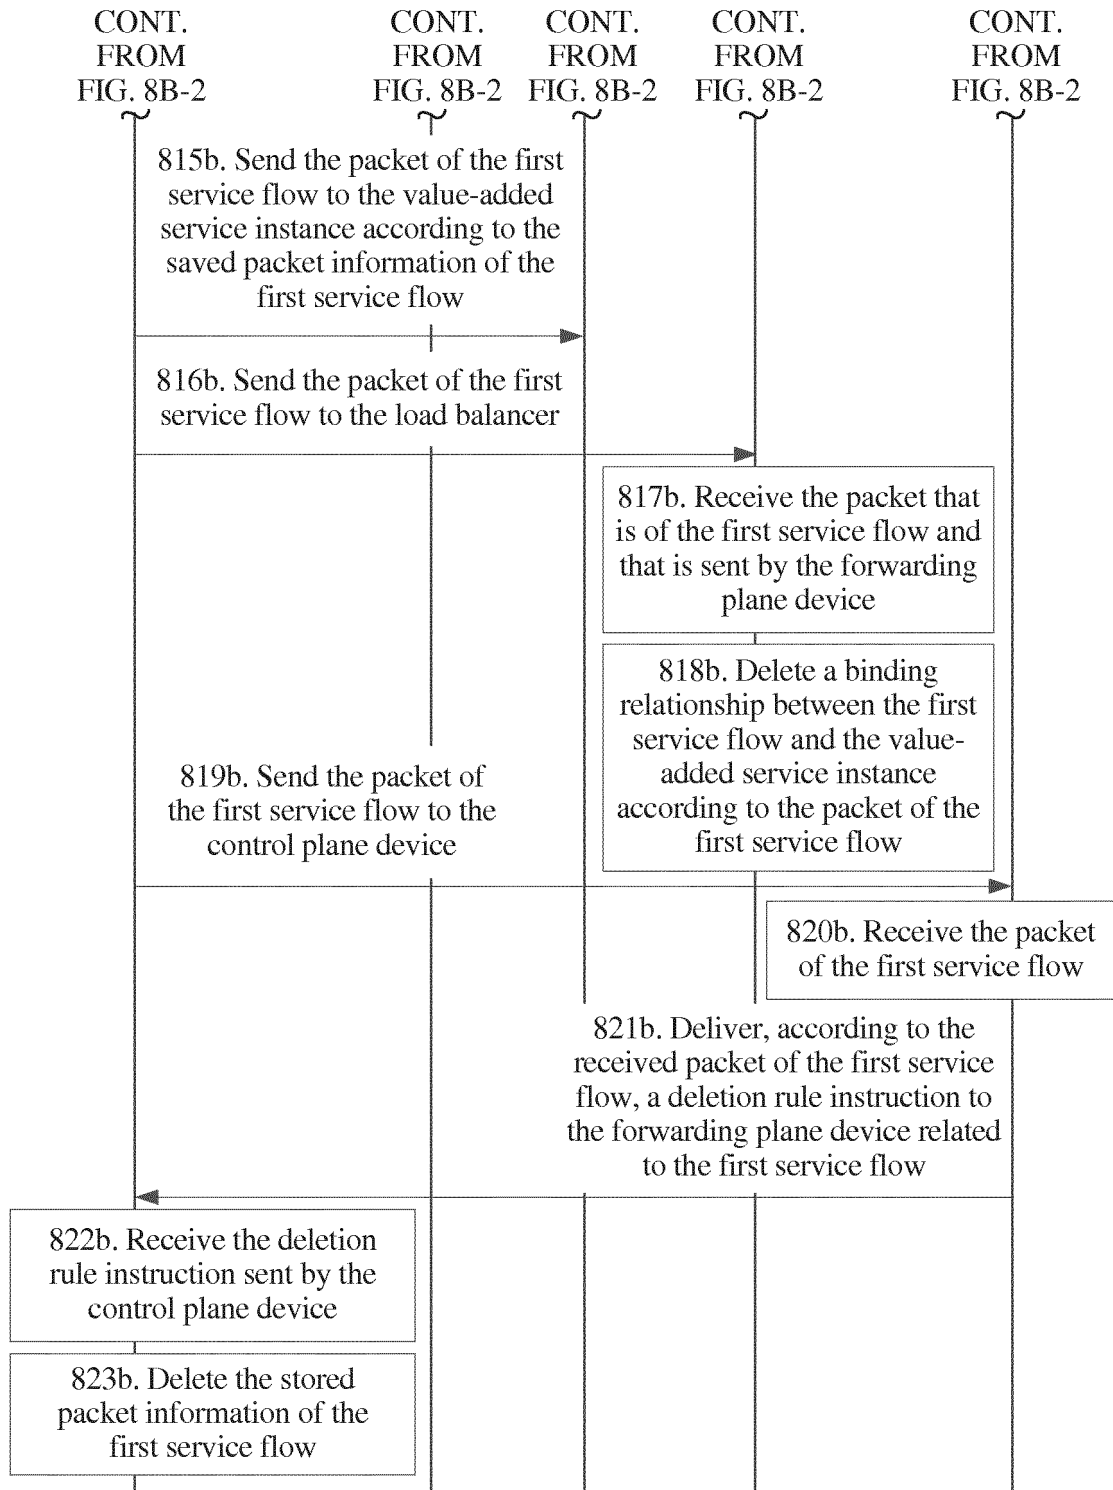 CONT.
FROM
FIG. 8B-2
CONT.
FROM
FIG. 8B-2
CONT.
FROM
FIG. 8B-2
CONT.
FROM
FIG. 8B-2
CONT.
FROM
FIG. 8B-2
815b. Send the packet of the first
service flow to the value-added
service instance according to the
saved packet information of the
first service flow
816b. Send the packet of the first
service flow to the load balancer
817b. Receive the packet that
is of the first service flow and
that is sent by the forwarding
plane device
818b. Delete a binding
relationship between the first
service flow and the value-
added service instance
according to the packet of the
first service flow
819b. Send the packet of
the first service flow to the
control plane device
820b. Receive the packet
of the first service flow
821b. Deliver, according to the
received packet of the first service
flow, a deletion rule instruction to
the forwarding plane device related
to the first service flow
822b. Receive the deletion
rule instruction sent by the
control plane device
823b. Delete the stored
packet information of the
first service flow